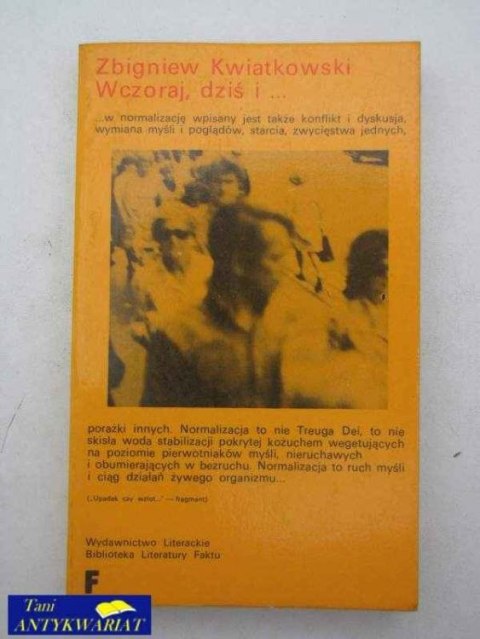 Zbigniew Kwiatkowski
Wczoraj, dziś i ...
...w normalizację wpisany jest także konflikt i dyskusja,
wymiana myśli i poglądów, starcia, zwycięstwa jednych,
porażki innych. Normalizacja to nie Treuga Dei, to nie
skisła woda stabilizacji pokrytej kożuchem wegetujących
na poziomie pierwotniaków myśli, nieruchawych
i obumierających w bezruchu. Normalizacja to ruch myśli
i ciąg działań żywego organizmu...
(„Upadek czy wzlot...” — fragment)
Wydawnictwo Literackie
Biblioteka Literatury Faktu
F
Tani
ANTYKWARIAT